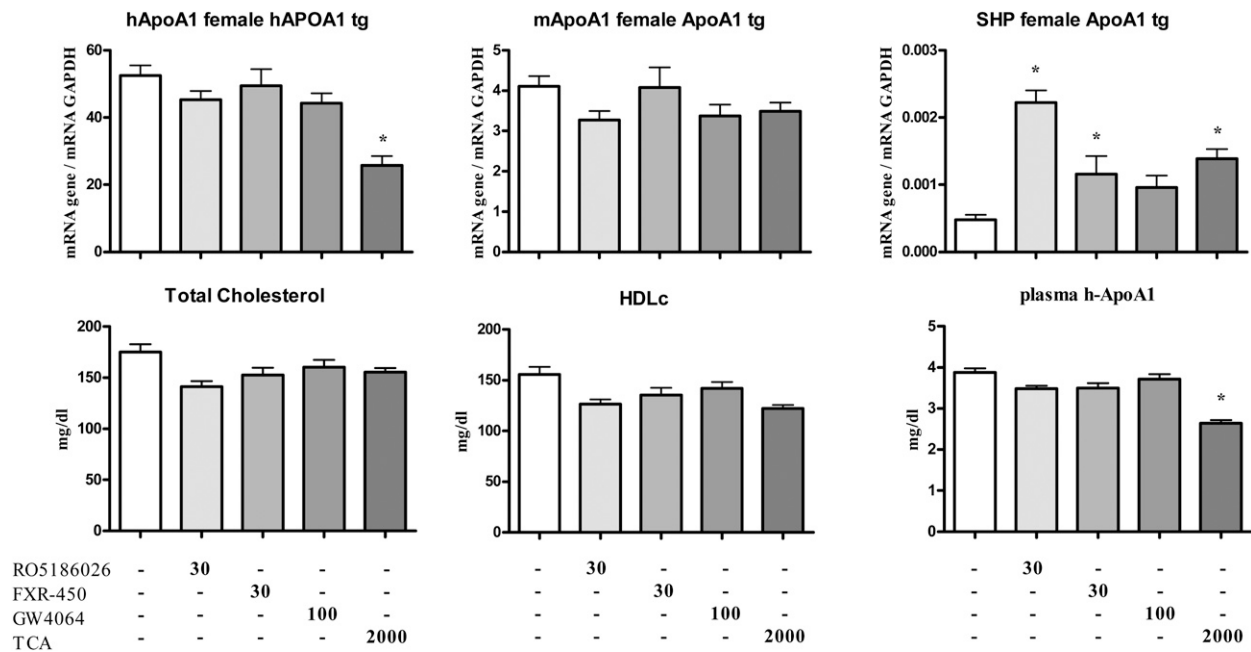 hApoA1 female hAPOA1 tg
mRNA gene / mRNA GAPDH
60
40
20
0
*
mApoA1 female ApoA1 tg
mRNA gene / mRNA GAPDH
5
4
3
2
1
0
SHP female ApoA1 tg
mRNA gene / mRNA GAPDH
0.003
0.002
0.001
0.000
* * *
Total Cholesterol
mg/dl
200
150
100
50
0
HDLc
mg/dl
200
150
100
50
0
plasma h-ApoA1
mg/dl
5
4
3
2
1
0
*
RO5186026 - 30 - - - - 30 - - - - 30 - - -
FXR-450 - - 30 - - - - 30 - - - - 30 - -
GW4064 - - - 100 - - - - 100 - - - - 100 -
TCA - - - - 2000 - - - - 2000 - - - - 2000